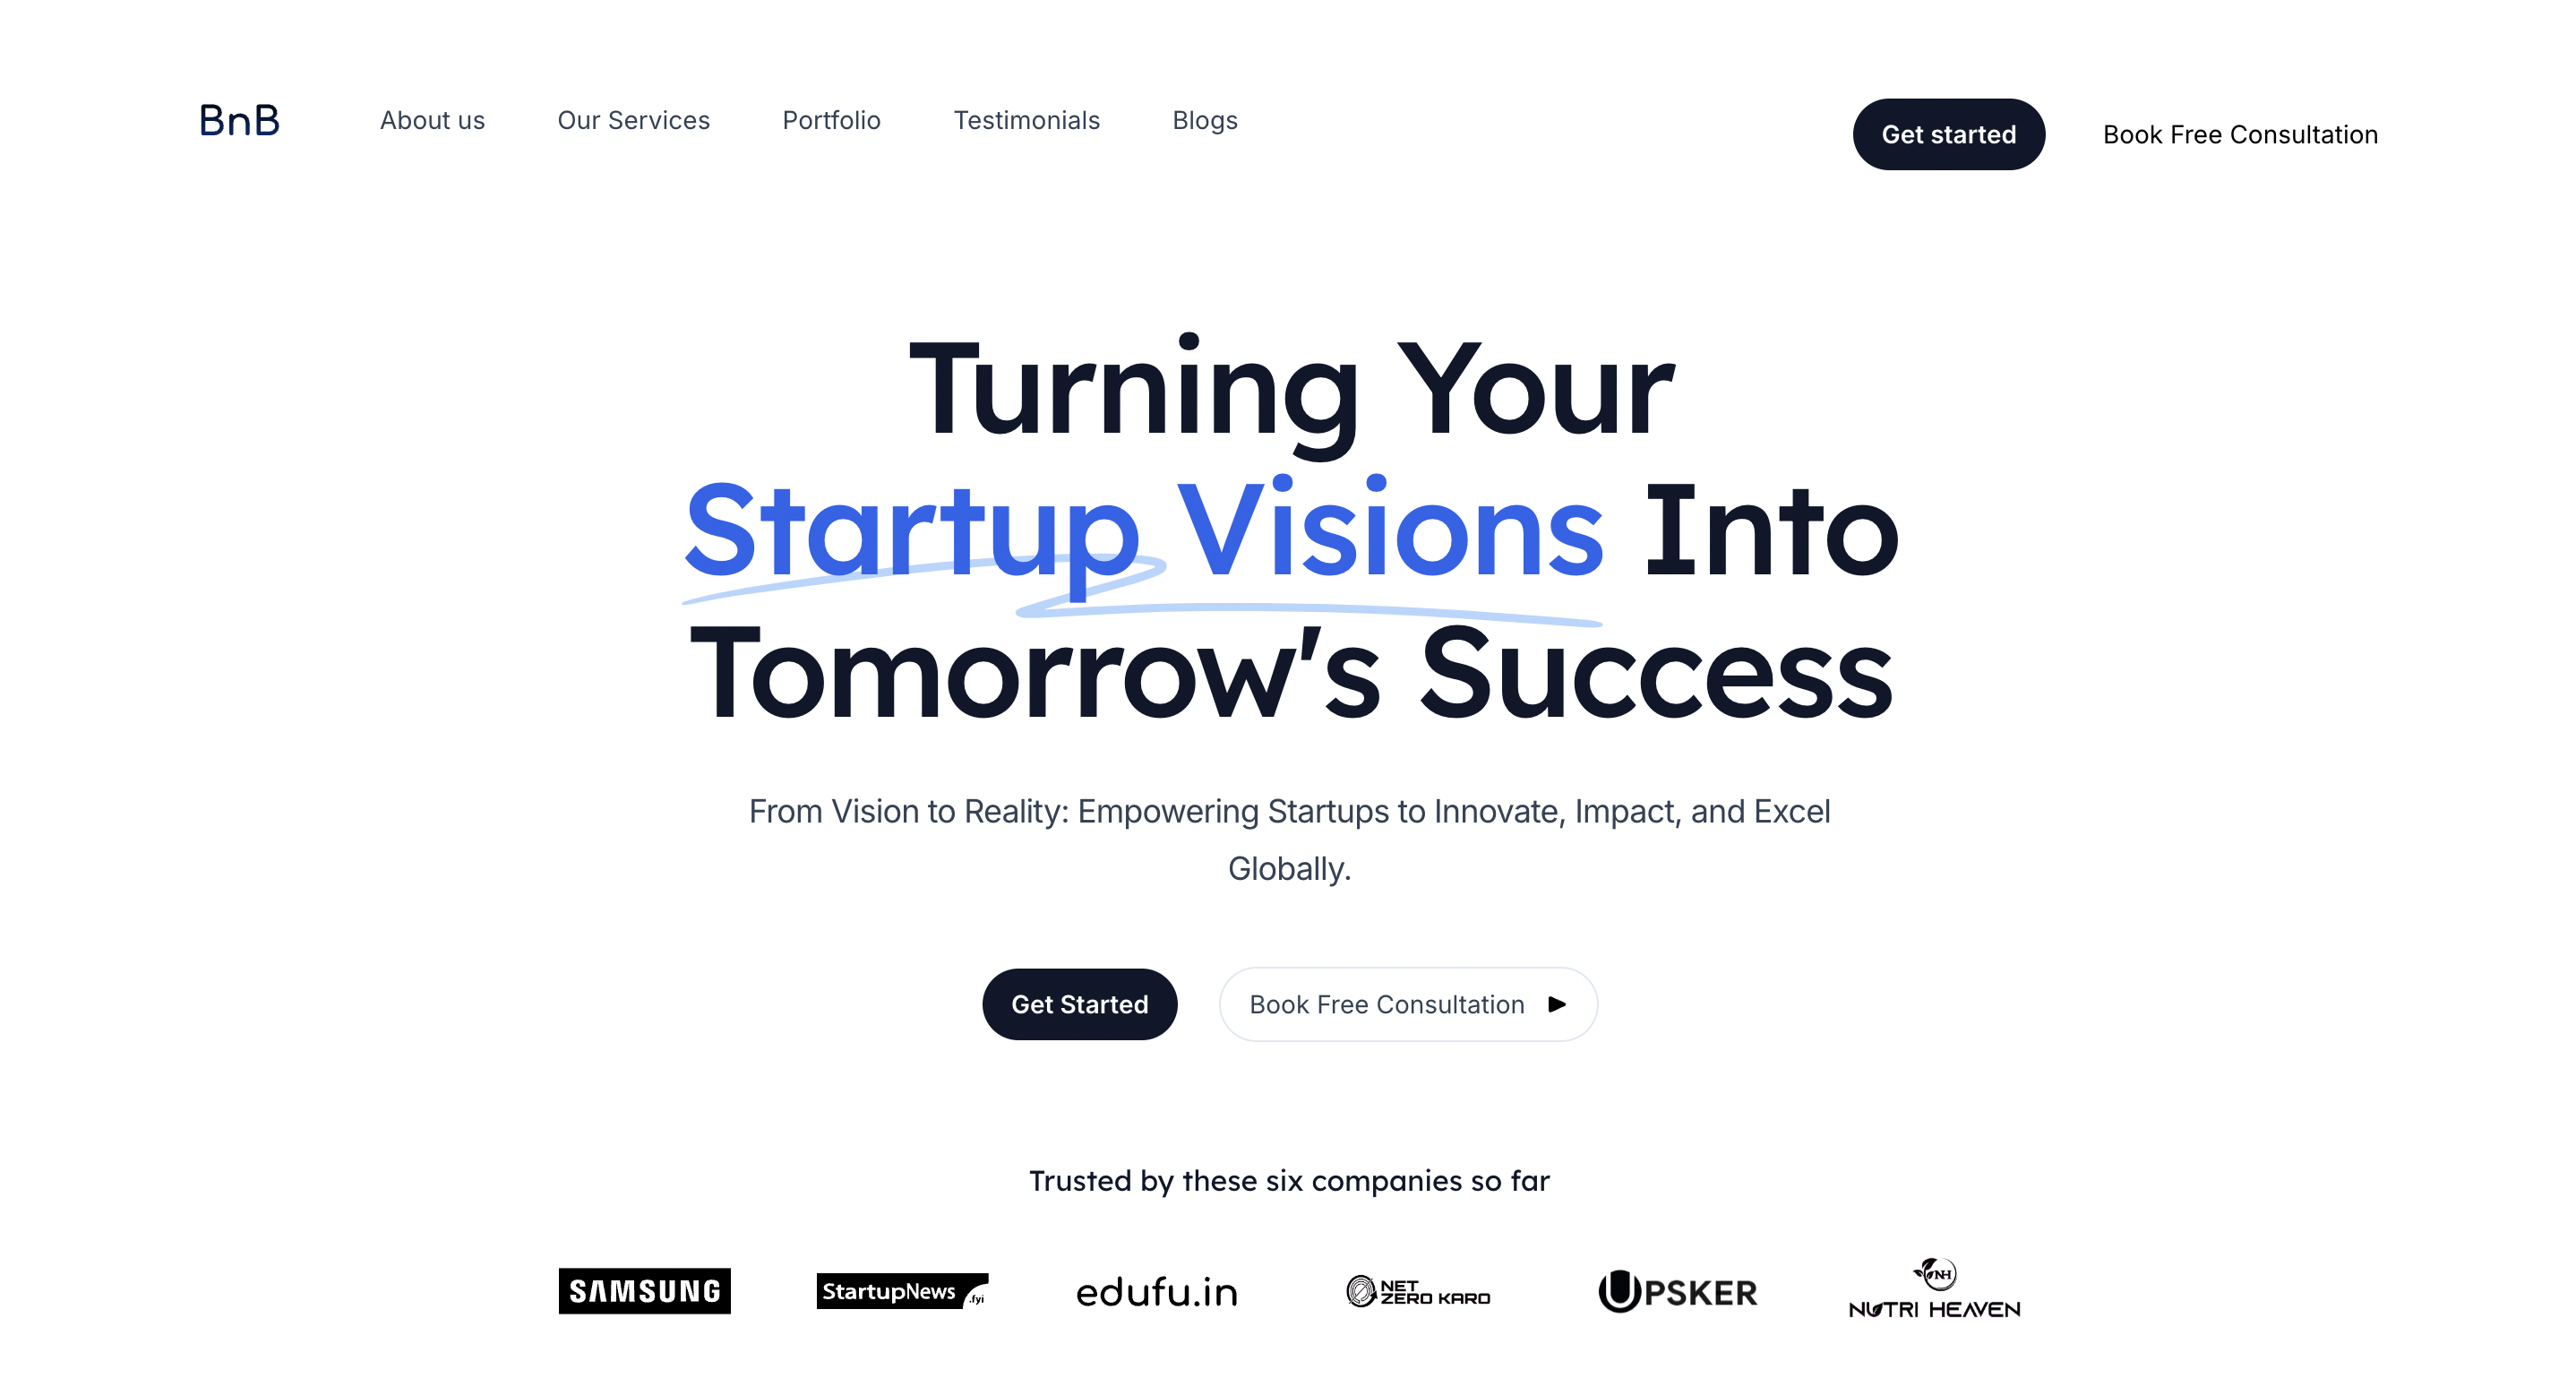 BnB About us Our Services Portfolio Testimonials Blogs Get started Book Free Consultation
Turning Your
Startup Visions Into
Tomorrow's Success
From Vision to Reality: Empowering Startups to Innovate, Impact, and Excel
Globally.
Get Started Book Free Consultation
Trusted by these six companies so far
SAMSUNG StartupNews .fyi edufu.in NET ZERO KARO UPSKER NH NUTRI HEAVEN